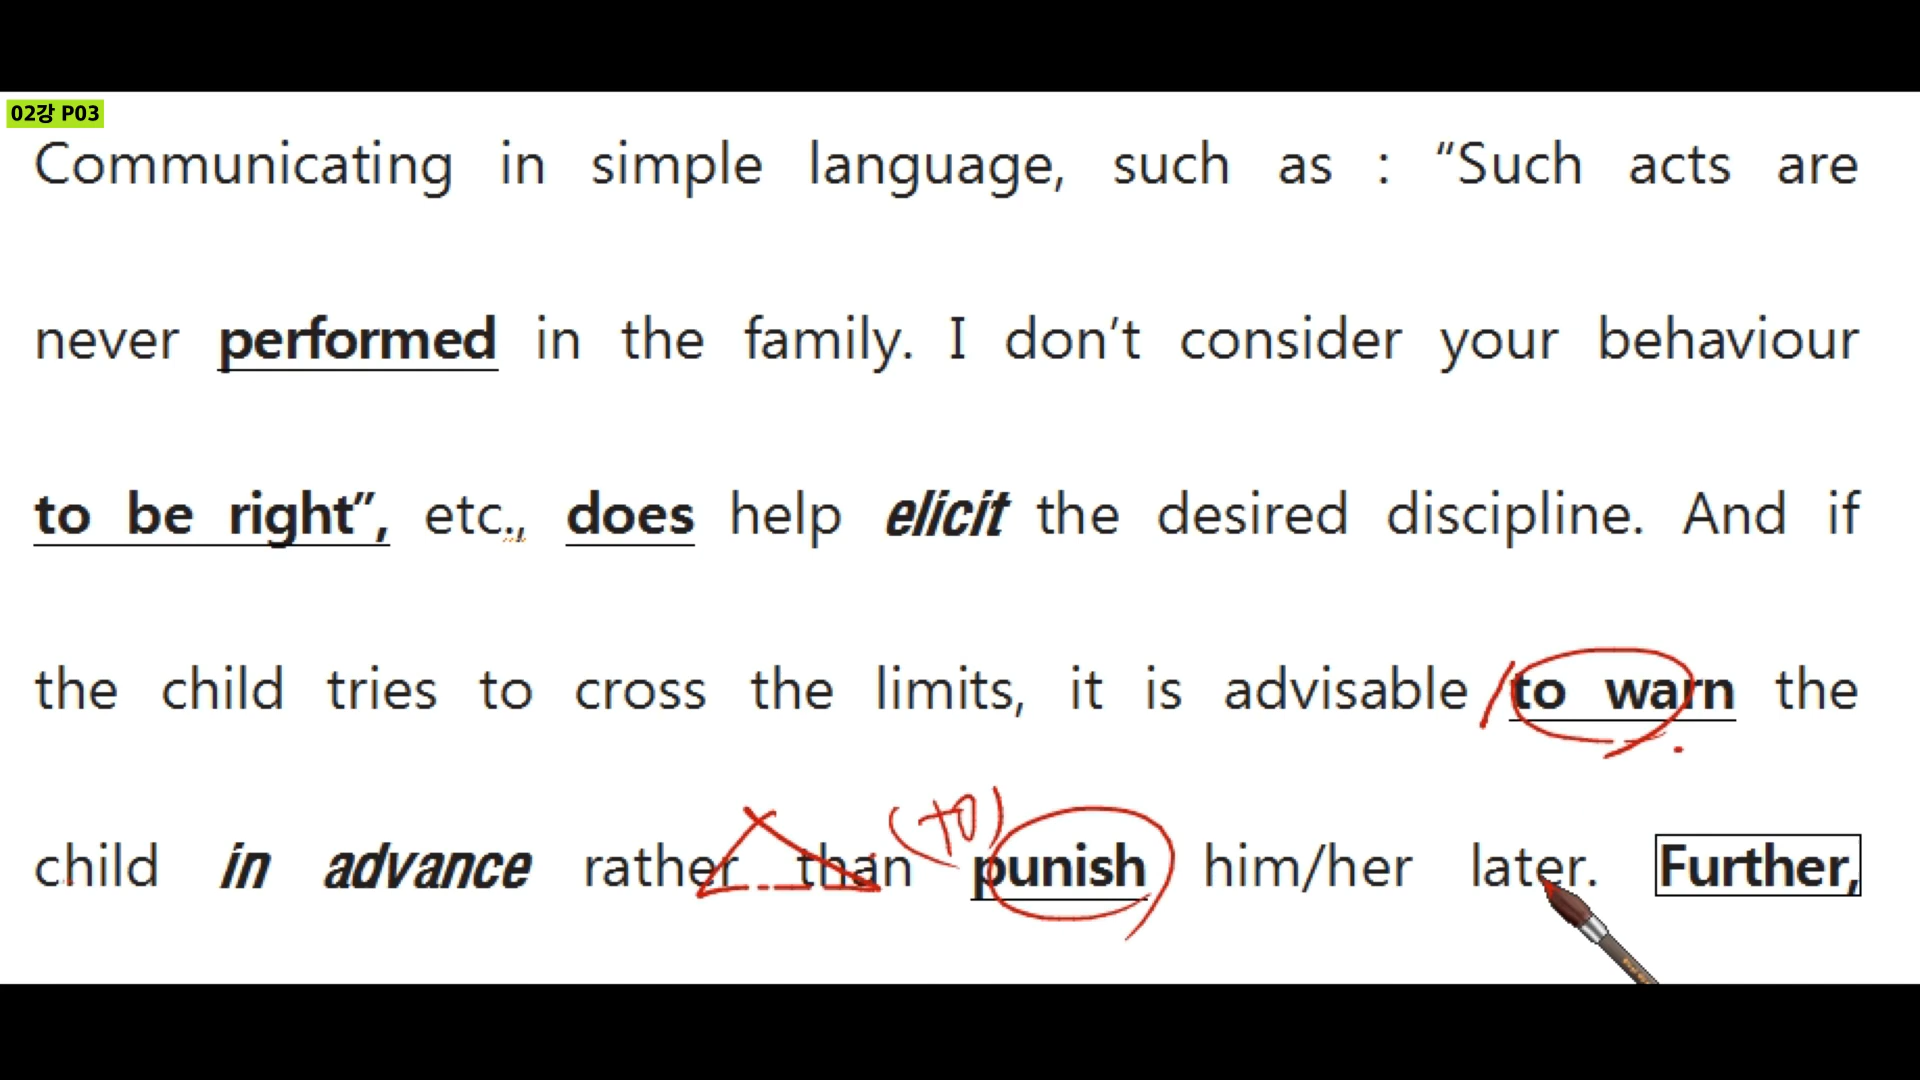 02강 P03
Communicating in simple language, such as : “Such acts are
never performed in the family. I don’t consider your behaviour
to be right”, etc., does help elicit the desired discipline. And if
the child tries to cross the limits, it is advisable to warn the
(to)
child in advance rather than punish him/her later. Further,